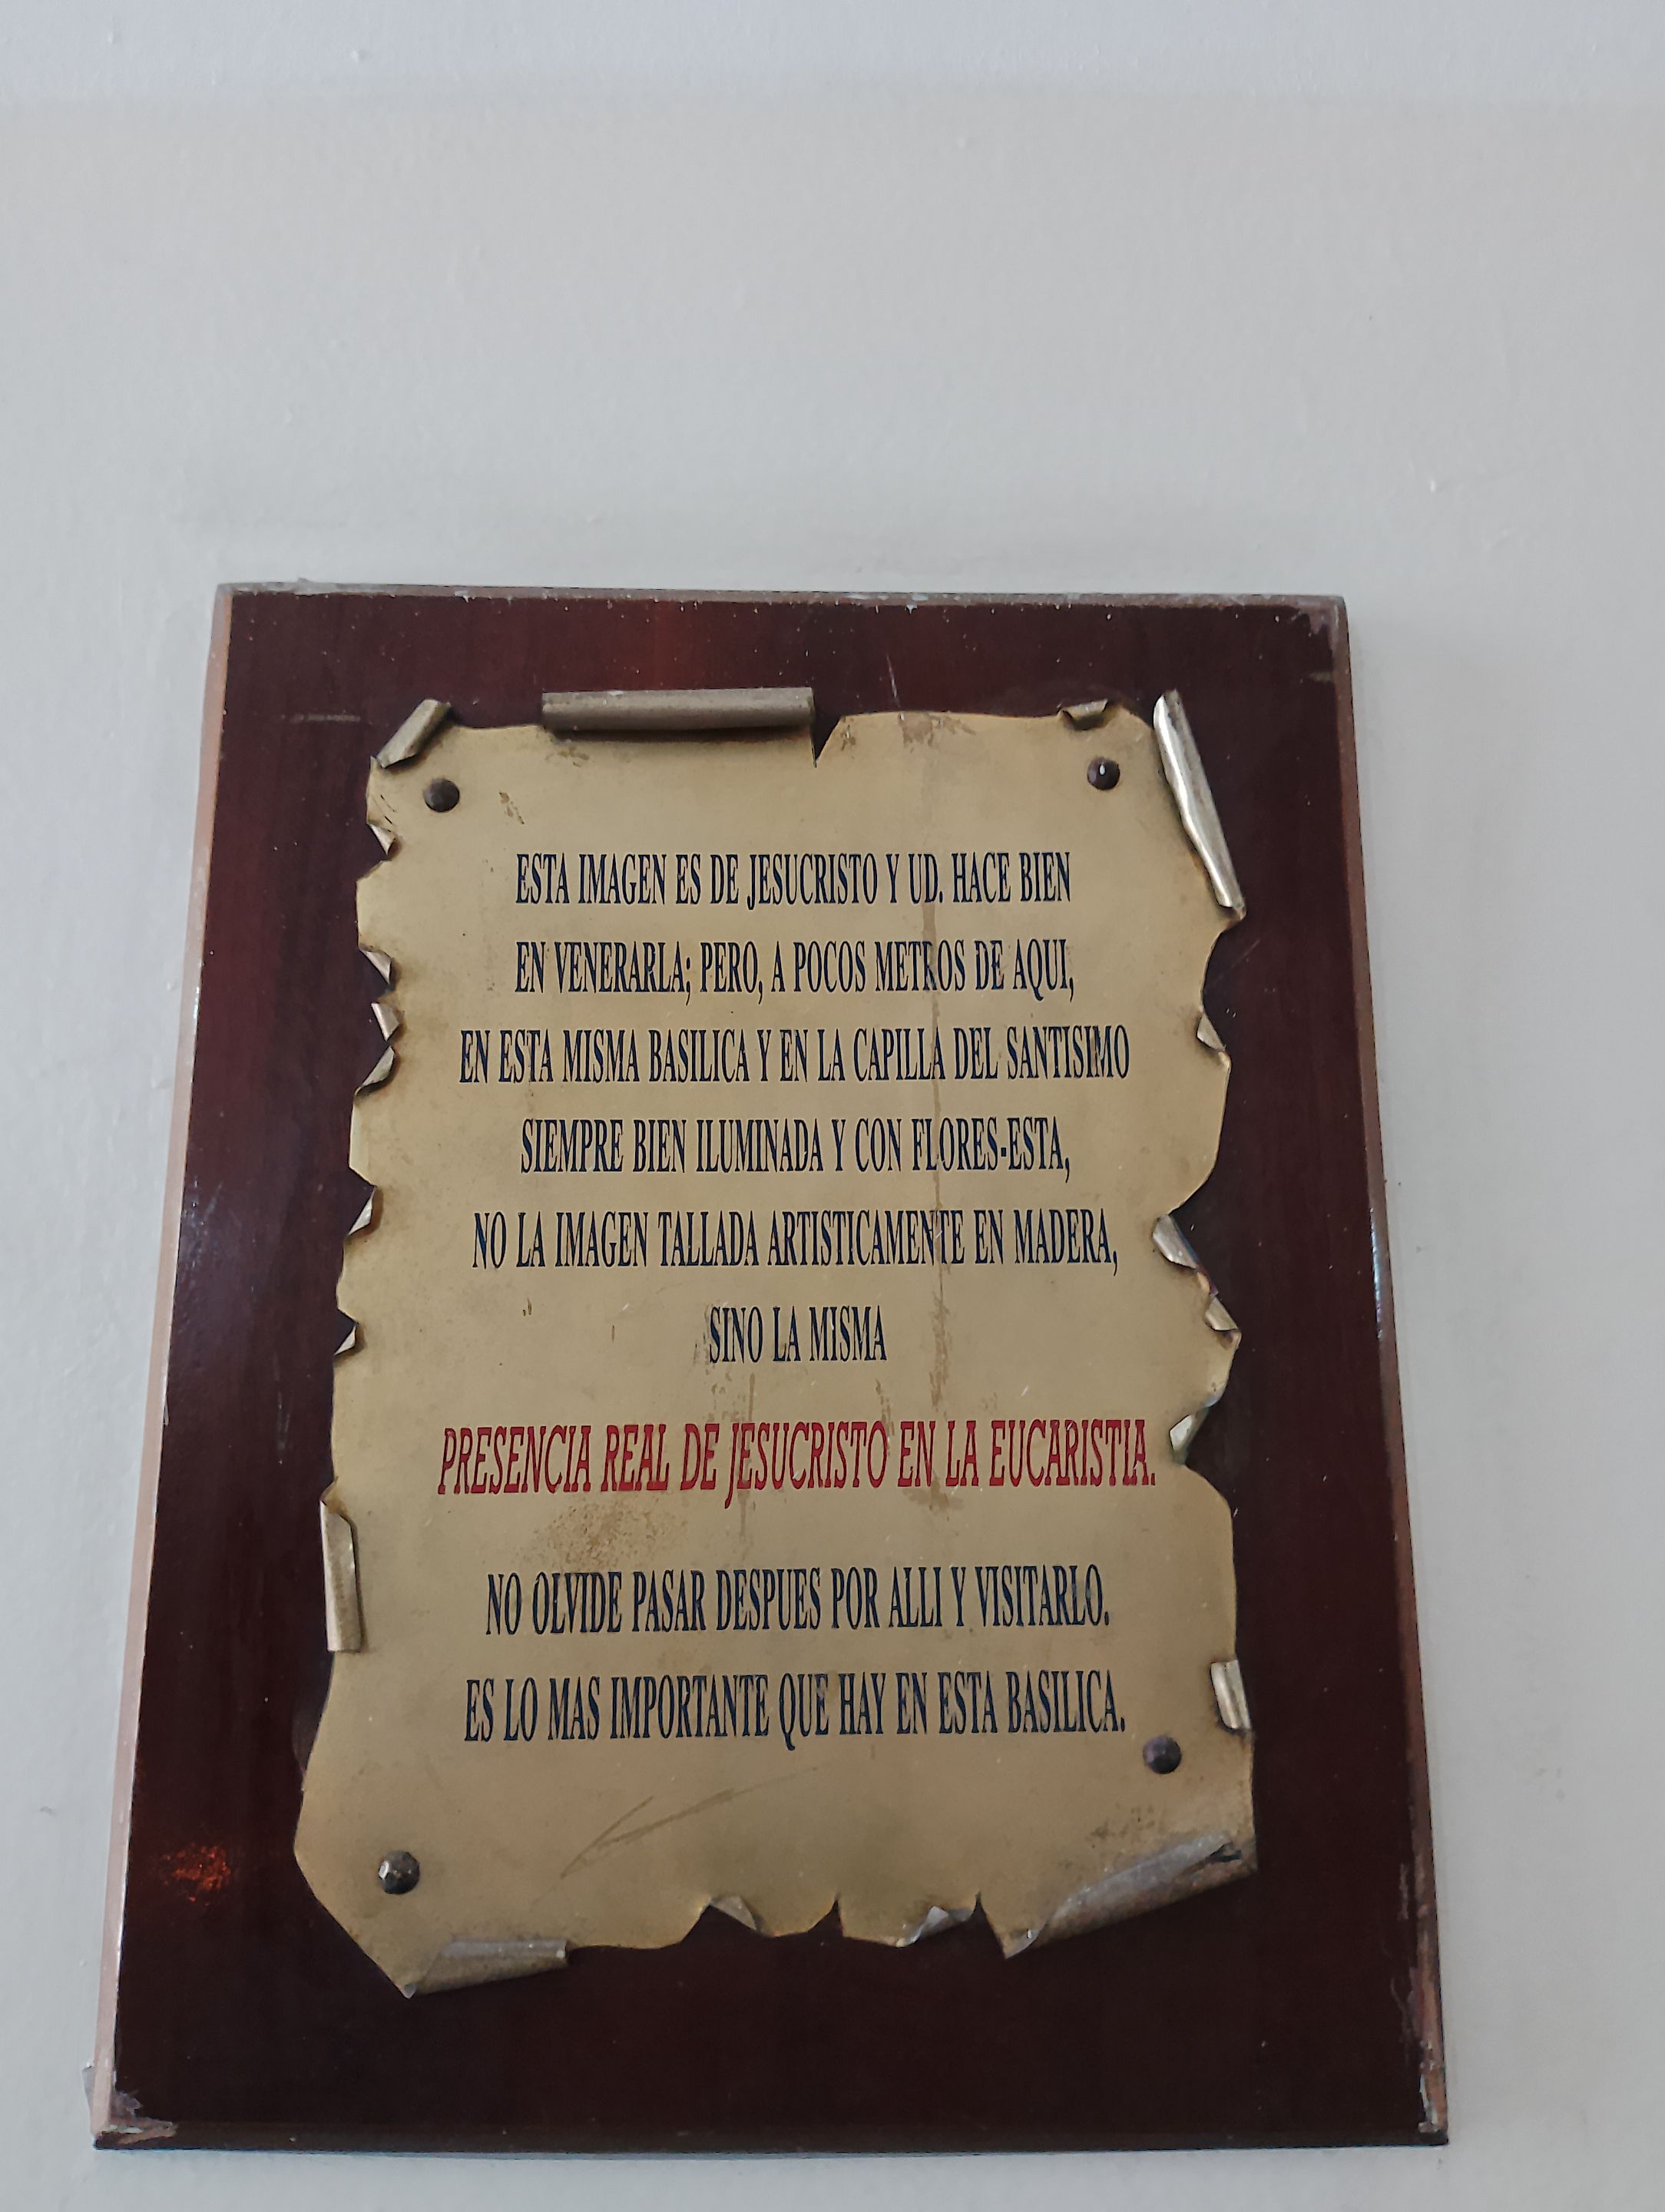 ESTA IMAGEN ES DE JESUCRISTO Y UD. HACE BIEN
EN VENERARLA; PERO, A POCOS METROS DE AQUI,
EN ESTA MISMA BASILICA Y EN LA CAPILLA DEL SANTISIMO
SIEMPRE BIEN ILUMINADA Y CON FLORES-ESTA,
NO LA IMAGEN TALLADA ARTISTICAMENTE EN MADERA,
SINO LA MISMA
PRESENCIA REAL DE JESUCRISTO EN LA EUCARISTIA.
NO OLVIDE PASAR DESPUES POR ALLI Y VISITARLO.
ES LO MAS IMPORTANTE QUE HAY EN ESTA BASILICA.